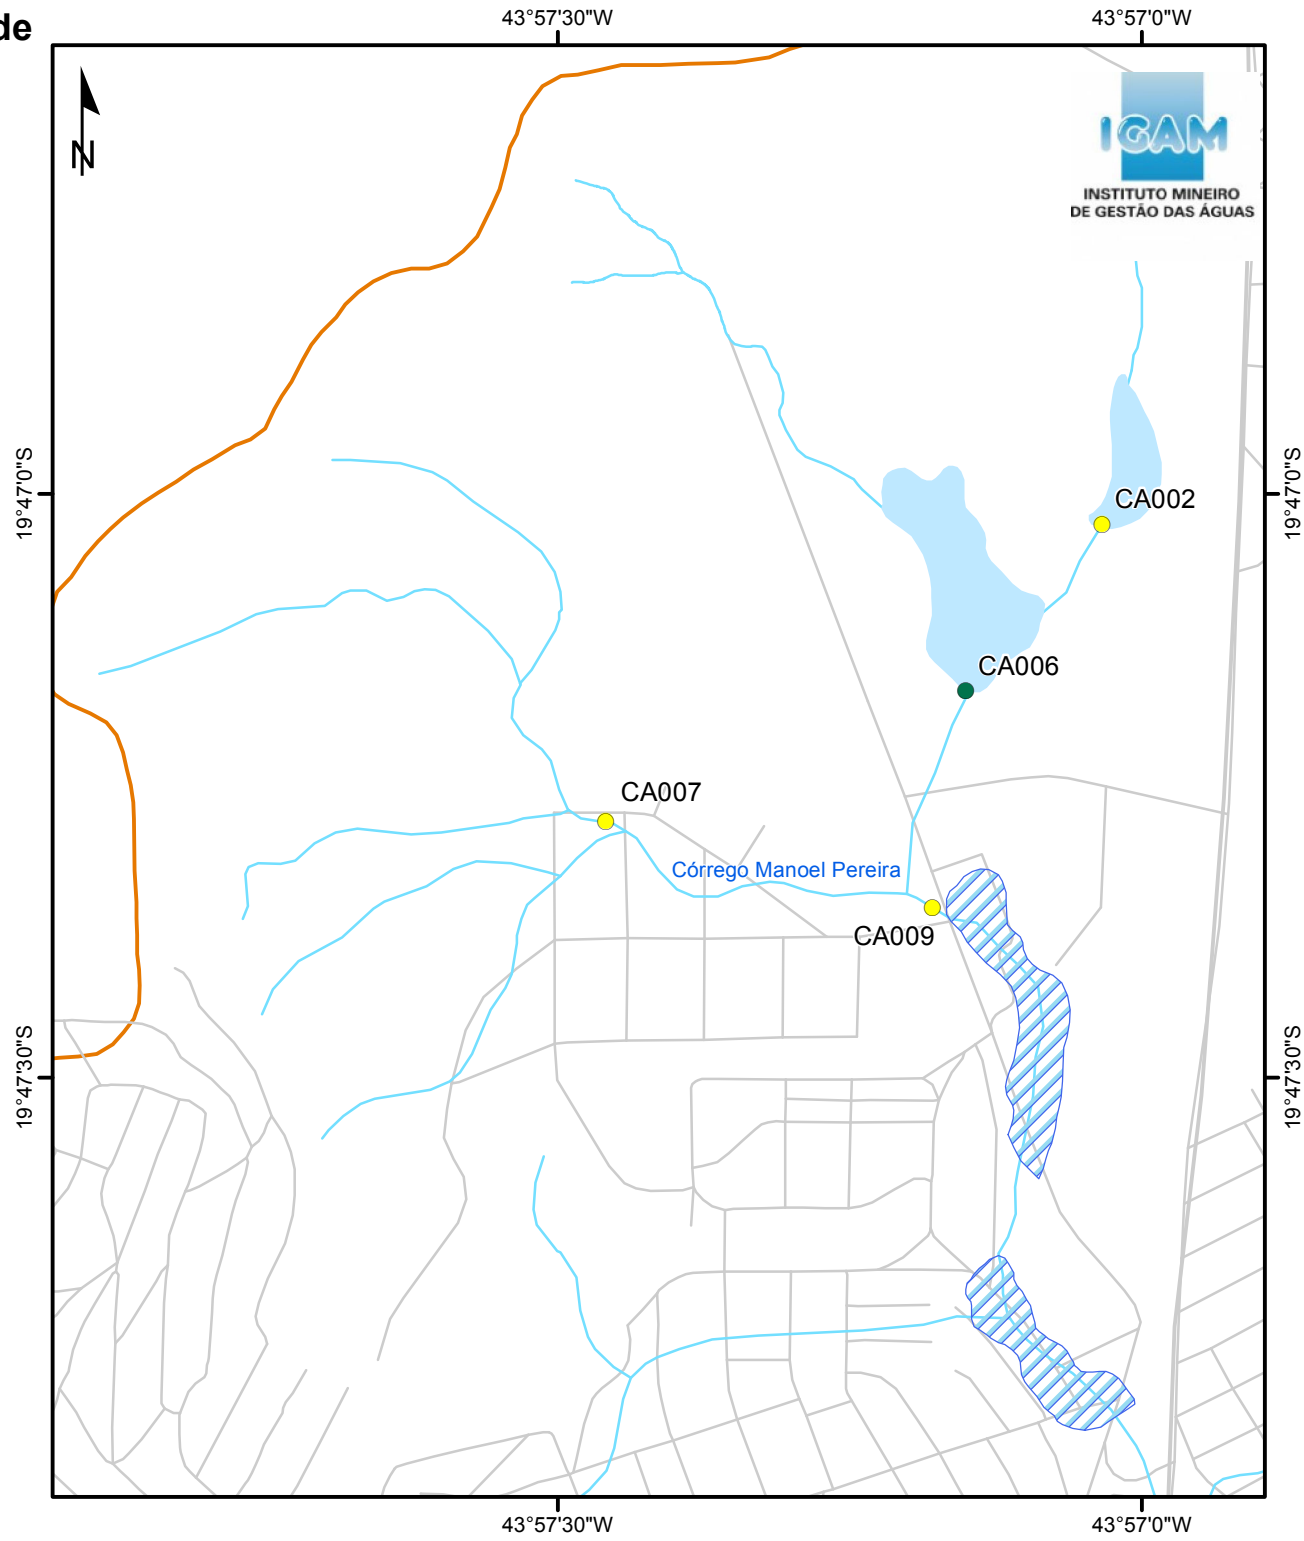 de
43°57'30"W
43°57'0"W
N
IGAM
INSTITUTO MINEIRO
DE GESTÃO DAS ÁGUAS
19°47'0"S
19°47'0"S
CA002
CA006
CA007
Córrego Manoel Pereira
CA009
19°47'30"S
19°47'30"S
43°57'30"W
43°57'0"W